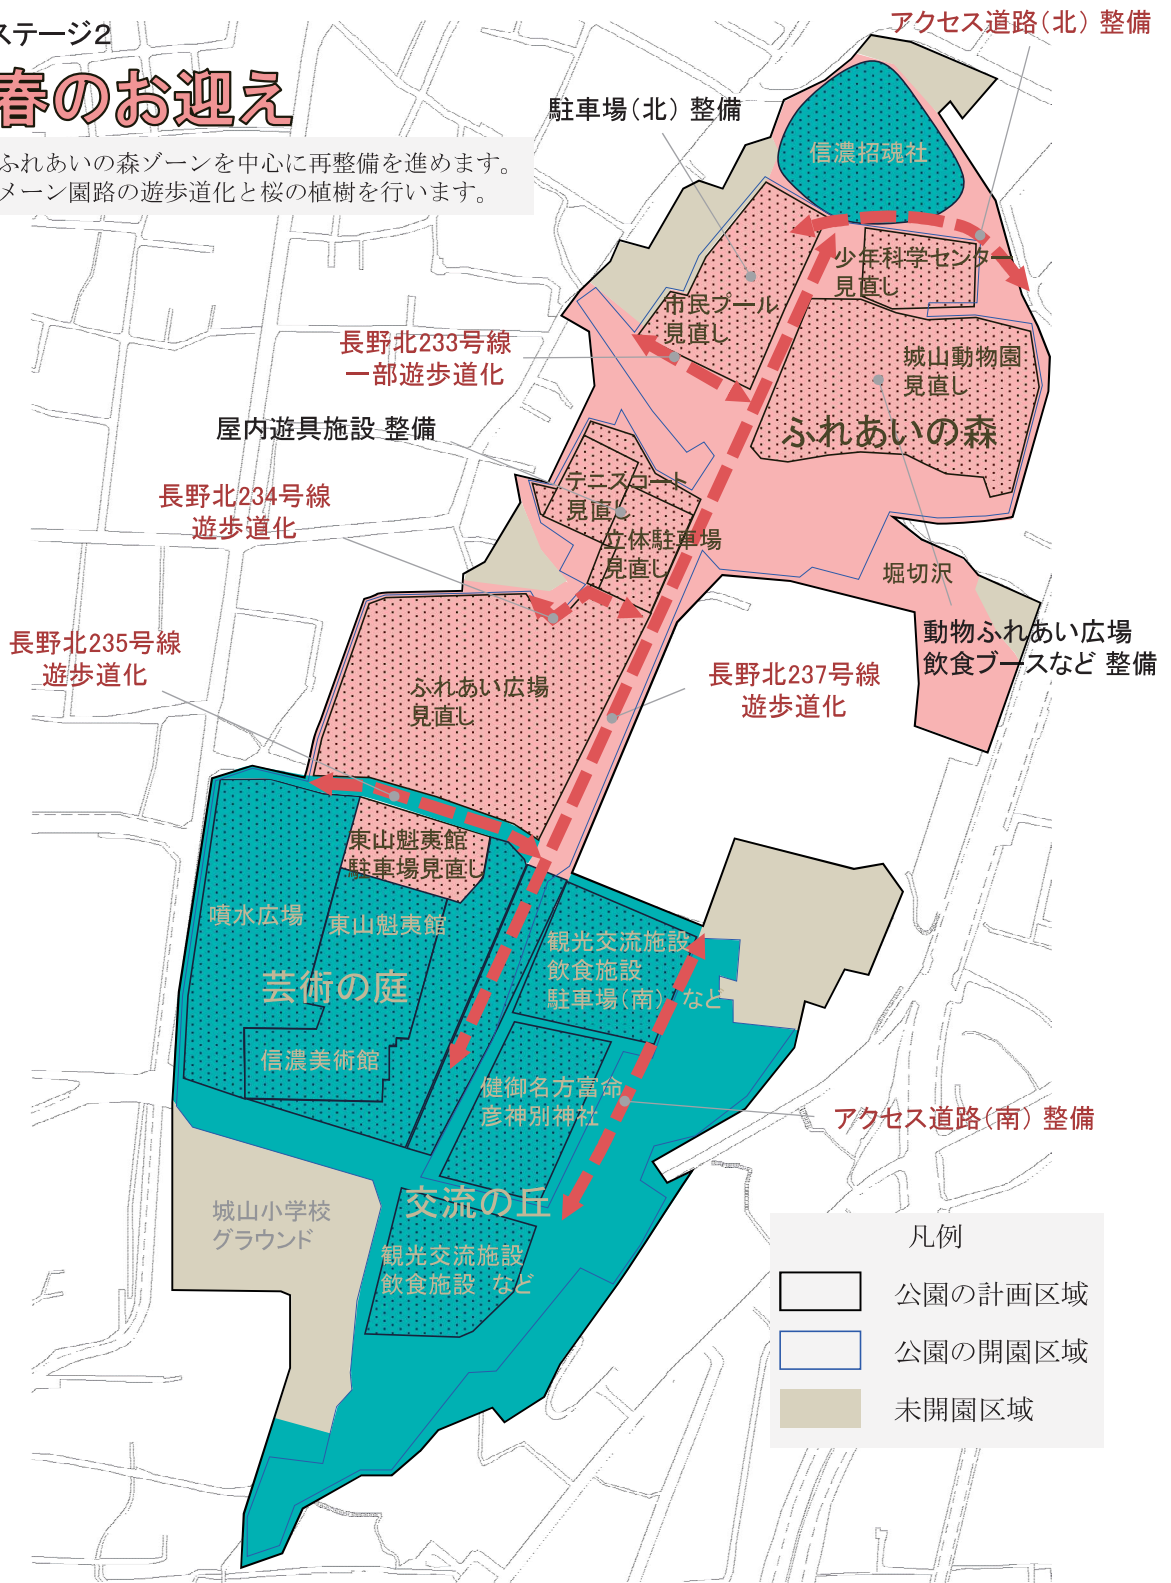 ステージ2
春のお迎え
ふれあいの森ゾーンを中心に再整備を進めます。
メーン園路の遊歩道化と桜の植樹を行います。
アクセス道路（北） 整備
駐車場（北） 整備
信濃招魂社
少年科学センター
見直し
市民プール
見直し
長野北233号線
一部遊歩道化
城山動物園
見直し
ふれあいの森
屋内遊具施設 整備
テニスコート
見直し
長野北234号線
遊歩道化
立体駐車場
見直し
堀切沢
動物ふれあい広場
飲食ブースなど 整備
長野北235号線
遊歩道化
ふれあい広場
見直し
長野北237号線
遊歩道化
東山魁夷館
駐車場見直し
噴水広場
東山魁夷館
観光交流施設
飲食施設
駐車場（南） など
芸術の庭
信濃美術館
健御名方富命
彦神別神社
アクセス道路（南） 整備
交流の丘
城山小学校
グラウンド
観光交流施設
飲食施設 など
凡例
公園の計画区域
公園の開園区域
未開園区域